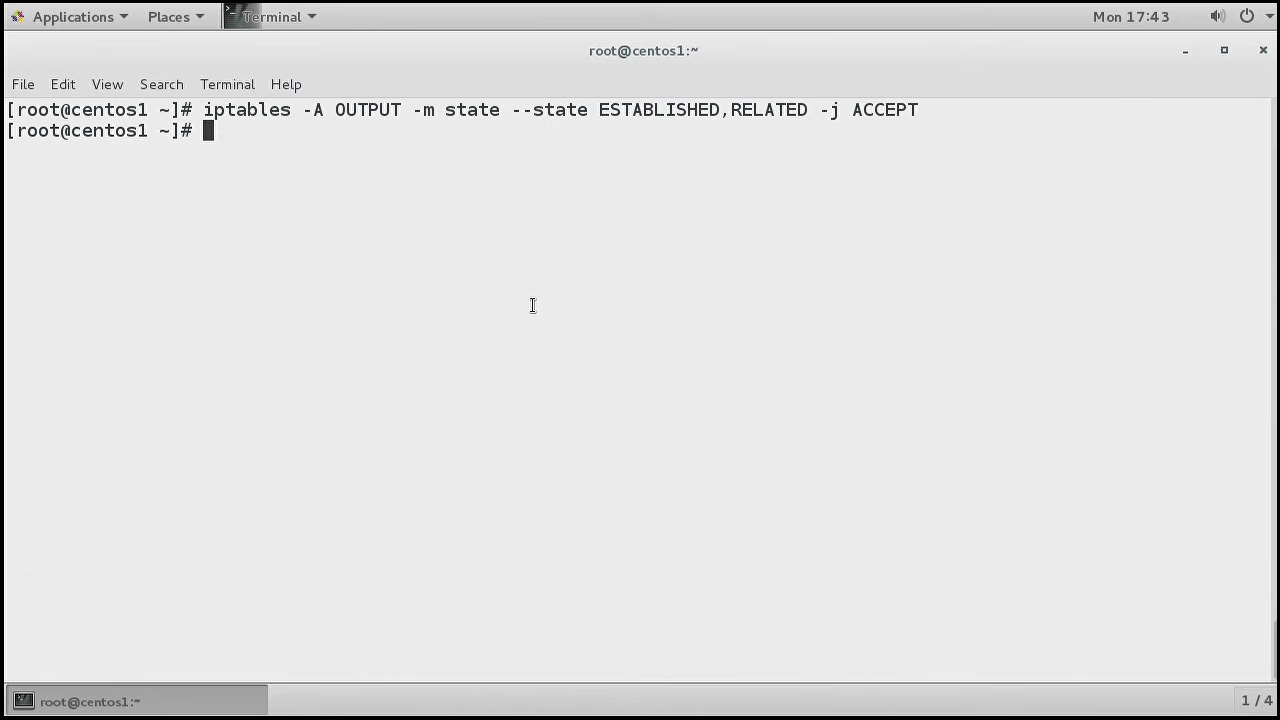 Applications Places Terminal Mon 17:43
root@centos1:~
File Edit View Search Terminal Help
[root@centos1 ~]# iptables -A OUTPUT -m state --state ESTABLISHED,RELATED -j ACCEPT
[root@centos1 ~]#
root@centos1:~ 1 / 4